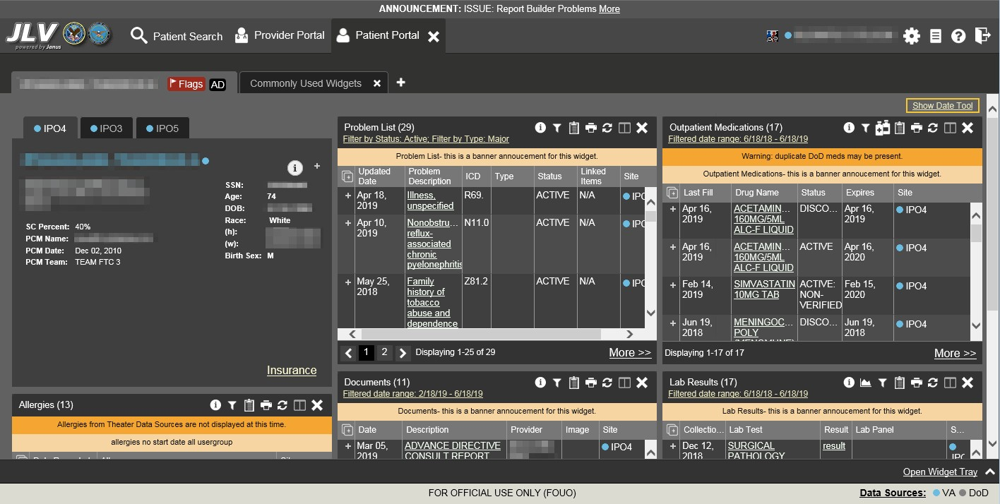 ANNOUNCEMENT: ISSUE: Report Builder Problems More
JLV
powered by Janus
Patient Search
Provider Portal
Patient Portal
Flags
AD
Commonly Used Widgets
Show Date Tool
IPO4
IPO3
IPO5
SSN:
Age: 74
DOB:
Race: White
(h):
(w):
Birth Sex: M
SC Percent: 40%
PCM Name:
PCM Date: Dec 02, 2010
PCM Team: TEAM FTC 3
Insurance
Allergies (13)
Allergies from Theater Data Sources are not displayed at this time.
allergies no start date all usergroup
Problem List (29)
Filter by Status: Active; Filter by Type: Major
Problem List- this is a banner annoucement for this widget.
Updated Date Problem Description ICD Type Status Linked Items Site
Apr 18, 2019 Illness, unspecified R69. ACTIVE N/A IPO
Apr 10, 2019 Nonobstru... reflux-associated chronic pyelonephritis N11.0 ACTIVE N/A IPO
May 25, 2018 Family history of tobacco abuse and dependence Z81.2 ACTIVE N/A IPO
1 2 Displaying 1-25 of 29 More >>
Outpatient Medications (17)
Filtered date range: 6/18/18 - 6/18/19
Warning: duplicate DoD meds may be present.
Outpatient Medications- this is a banner annoucement for this widget.
Last Fill Drug Name Status Expires Site
Apr 16, 2019 ACETAMIN... 160MG/5ML ALC-F LIQUID DISCO... Apr 16, 2019 IPO4
Apr 16, 2019 ACETAMIN... 160MG/5ML ALC-F LIQUID ACTIVE Apr 16, 2020 IPO4
Feb 14, 2019 SIMVASTATIN 10MG TAB ACTIVE: NON-VERIFIED Feb 15, 2020 IPO4
Jun 19, 2018 MENINGOC... POLY DISCO... Jun 19, 2018 IPO4
Displaying 1-17 of 17 More >>
Documents (11)
Filtered date range: 2/18/19 - 6/18/19
Documents- this is a banner annoucement for this widget.
Date Description Provider Image Site
Mar 05, 2019 ADVANCE DIRECTIVE CONSULT REPORT IPO4
Lab Results (17)
Filtered date range: 6/18/18 - 6/18/19
Lab Results- this is a banner annoucement for this widget.
Collectio... Lab Test Result Lab Panel S...
Dec 12, 2018 SURGICAL PATHOLOGY result
Open Widget Tray
FOR OFFICIAL USE ONLY (FOUO)
Data Sources: VA DoD